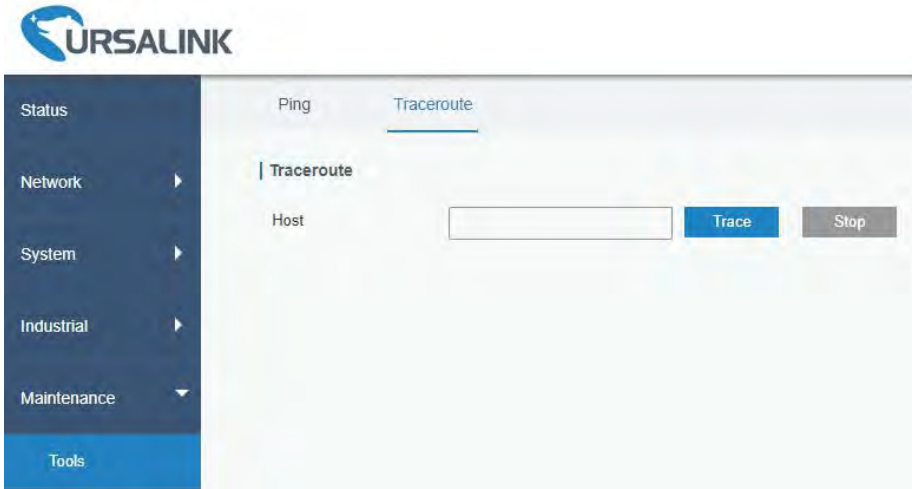 URSALINK
Status
Ping Traceroute
Network
Traceroute
Host Trace Stop
System
Industrial
Maintenance
Tools